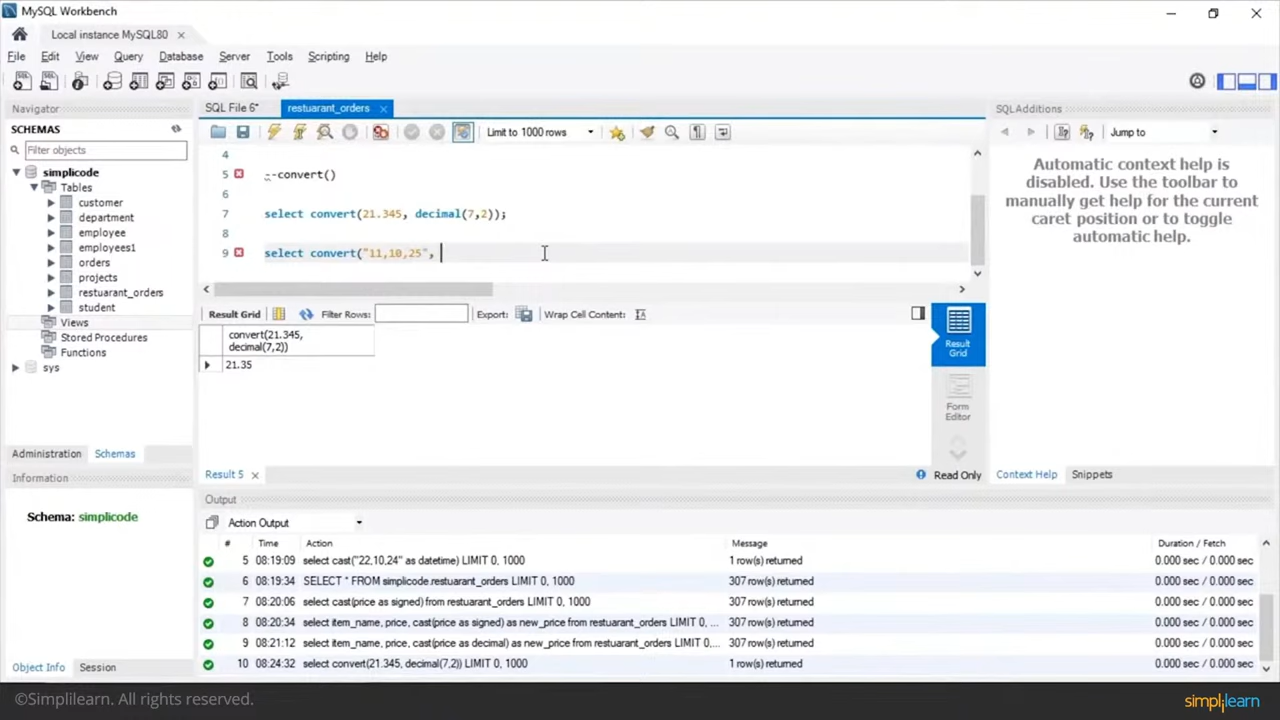 MySQL Workbench
Local instance MySQL80
File Edit View Query Database Server Tools Scripting Help
Navigator
SCHEMAS
Filter objects
simplicode
Tables
customer
department
employee
employees1
orders
projects
restuarant_orders
student
Views
Stored Procedures
Functions
sys
Administration Schemas
Information
Schema: simplicode
Object Info Session
SQL File 6* restuarant_orders
Limit to 1000 rows
4
5 --convert()
6
7 select convert(21.345, decimal(7,2));
8
9 select convert("11,10,25",
Result Grid Filter Rows: Export: Wrap Cell Content:
convert(21.345,
decimal(7,2))
21.35
Result
Grid
Form
Editor
Result 5 Read Only
SQLAdditions
Jump to
Automatic context help is
disabled. Use the toolbar to
manually get help for the current
caret position or to toggle
automatic help.
Context Help Snippets
Output
Action Output
# Time Action Message Duration / Fetch
5 08:19:09 select cast("22,10,24" as datetime) LIMIT 0, 1000 1 row(s) returned 0.000 sec / 0.000 sec
6 08:19:34 SELECT * FROM simplicode.restuarant_orders LIMIT 0, 1000 307 row(s) returned 0.000 sec / 0.000 sec
7 08:20:06 select cast(price as signed) from restuarant_orders LIMIT 0, 1000 307 row(s) returned 0.000 sec / 0.000 sec
8 08:20:34 select item_name, price, cast(price as signed) as new_price from restuarant_orders LIMIT 0, ... 307 row(s) returned 0.000 sec / 0.000 sec
9 08:21:12 select item_name, price, cast(price as decimal) as new_price from restuarant_orders LIMIT 0,... 307 row(s) returned 0.000 sec / 0.000 sec
10 08:24:32 select convert(21.345, decimal(7,2)) LIMIT 0, 1000 1 row(s) returned 0.000 sec / 0.000 sec
©Simplilearn. All rights reserved.
simplilearn